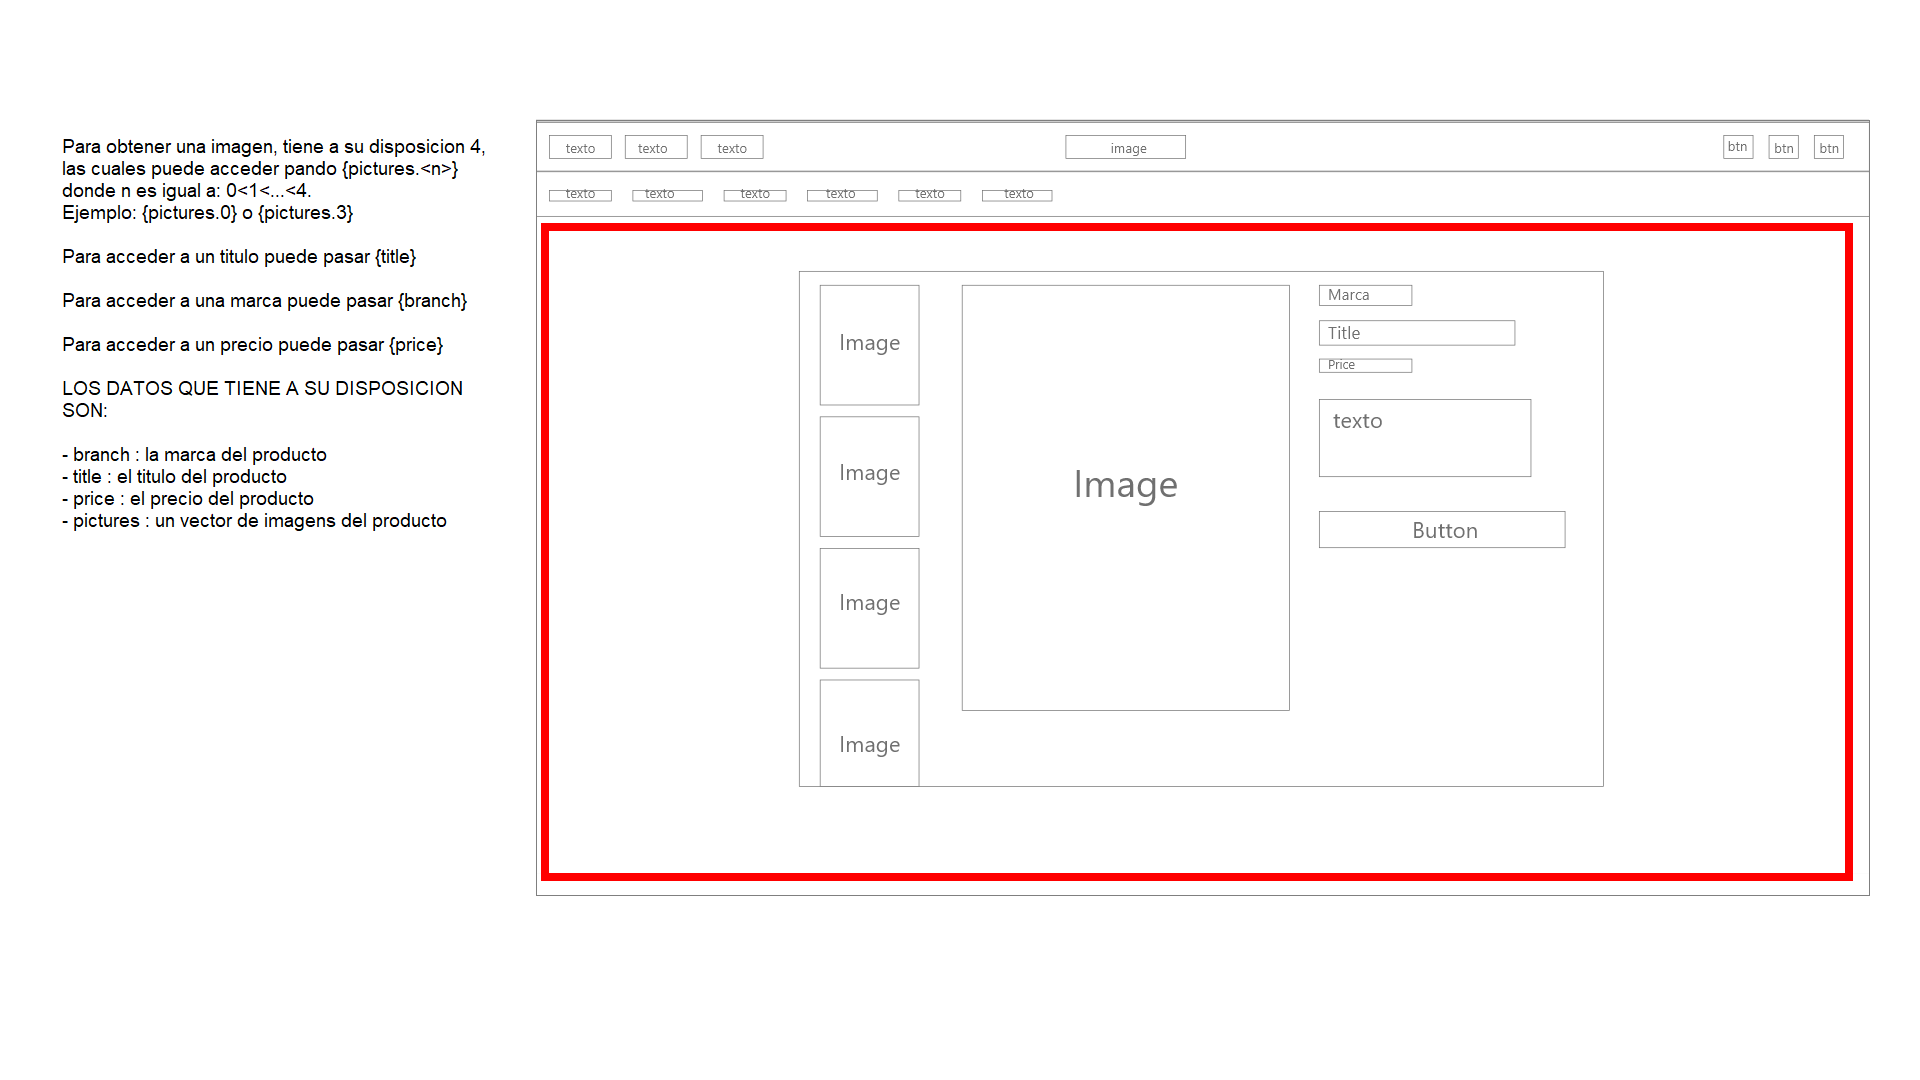 Para obtener una imagen, tiene a su disposicion 4,
las cuales puede acceder pando {pictures.<n>}
donde n es igual a: 0<1<...<4.
Ejemplo: {pictures.0} o {pictures.3}
Para acceder a un titulo puede pasar {title}
Para acceder a una marca puede pasar {branch}
Para acceder a un precio puede pasar {price}
LOS DATOS QUE TIENE A SU DISPOSICION
SON:
- branch : la marca del producto
- title : el titulo del producto
- price : el precio del producto
- pictures : un vector de imagens del producto
texto texto texto image btn btn btn
texto texto texto texto texto texto
Image
Image
Image
Image
Image
Marca
Title
Price
texto
Button